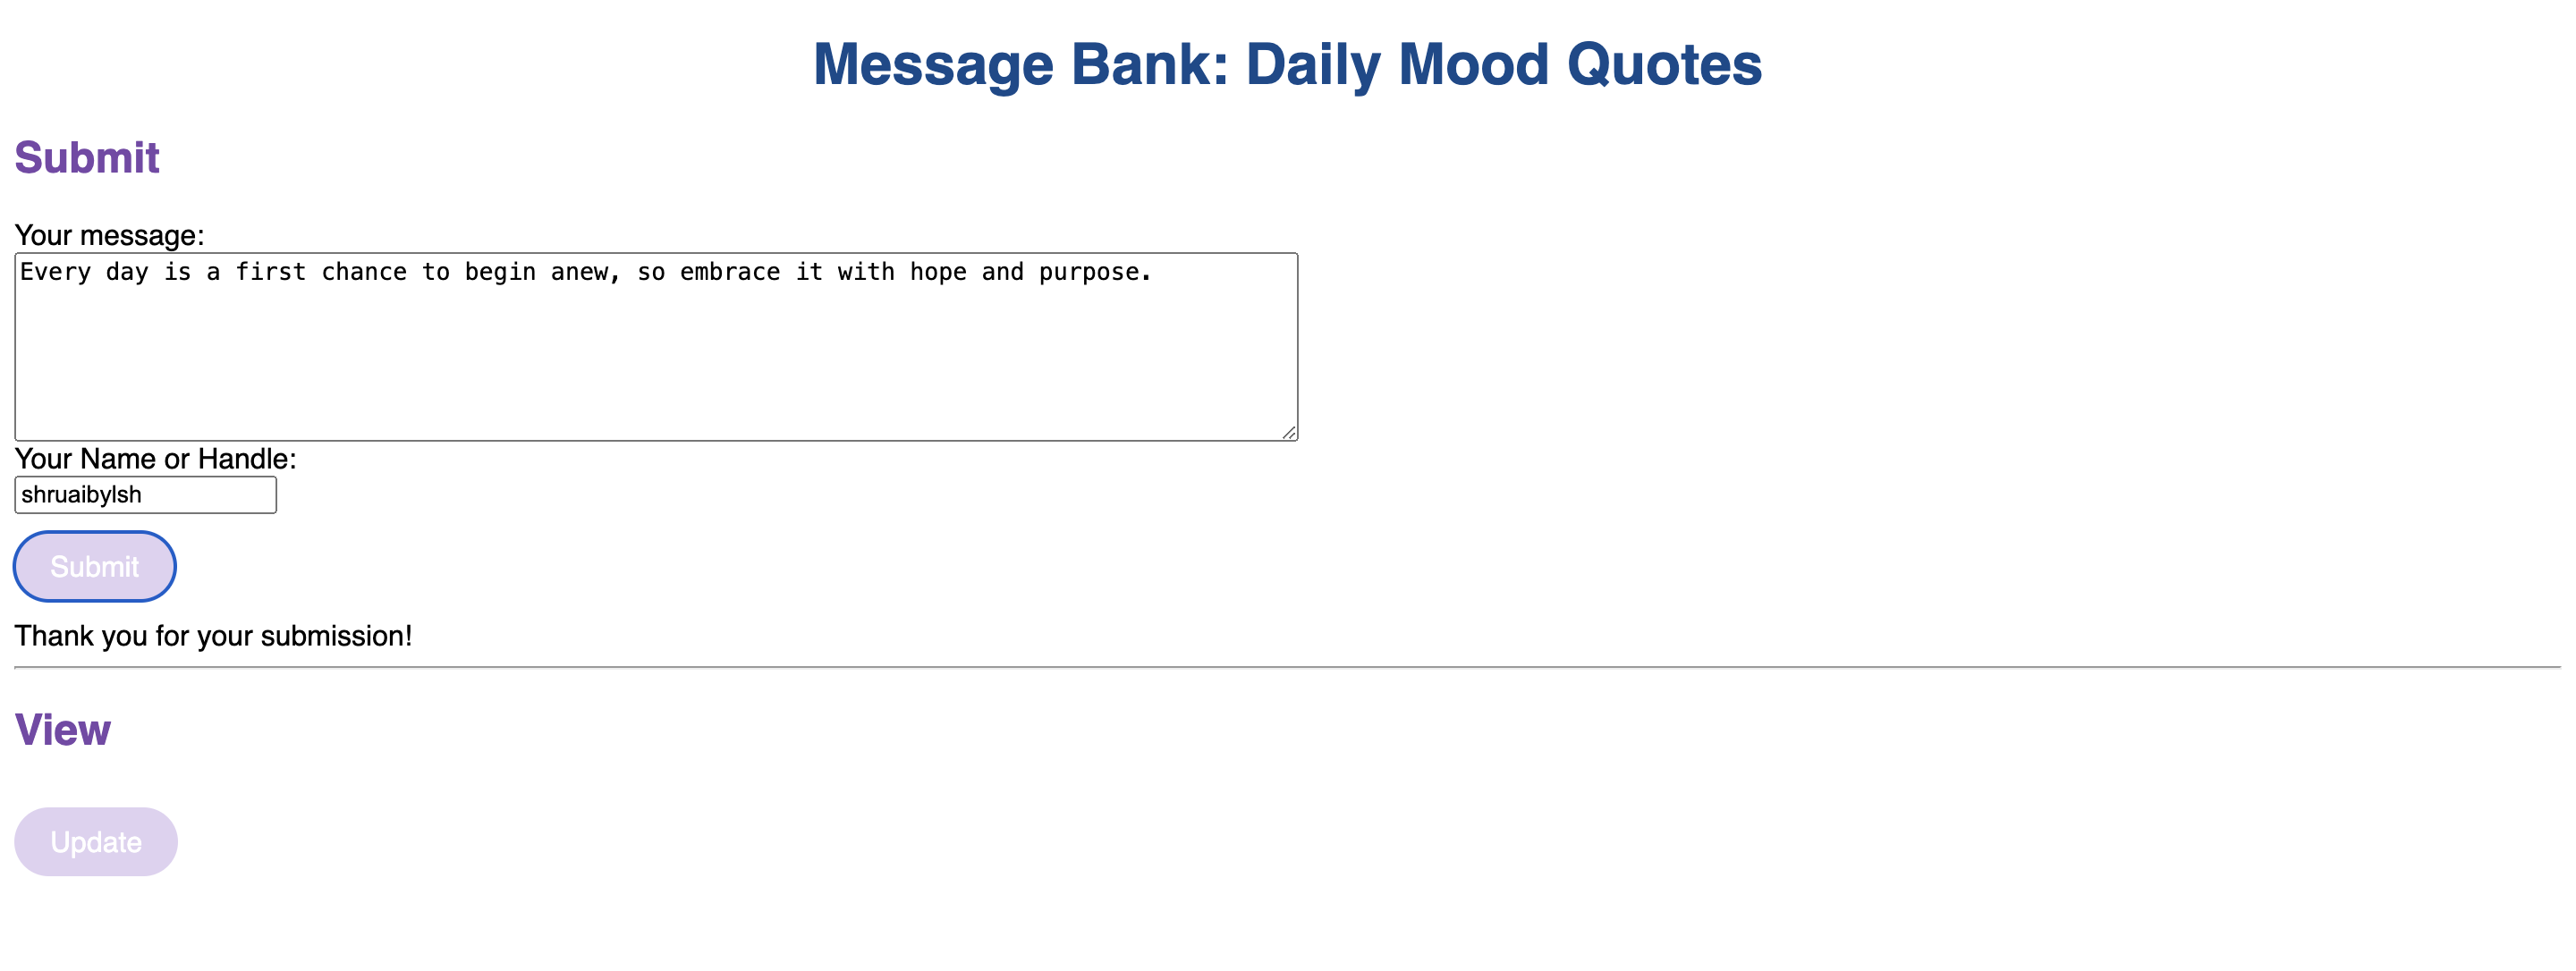 Message Bank: Daily Mood Quotes
Submit
Your message:
Every day is a first chance to begin anew, so embrace it with hope and purpose.
Your Name or Handle:
shruaibylsh
Submit
Thank you for your submission!
View
Update